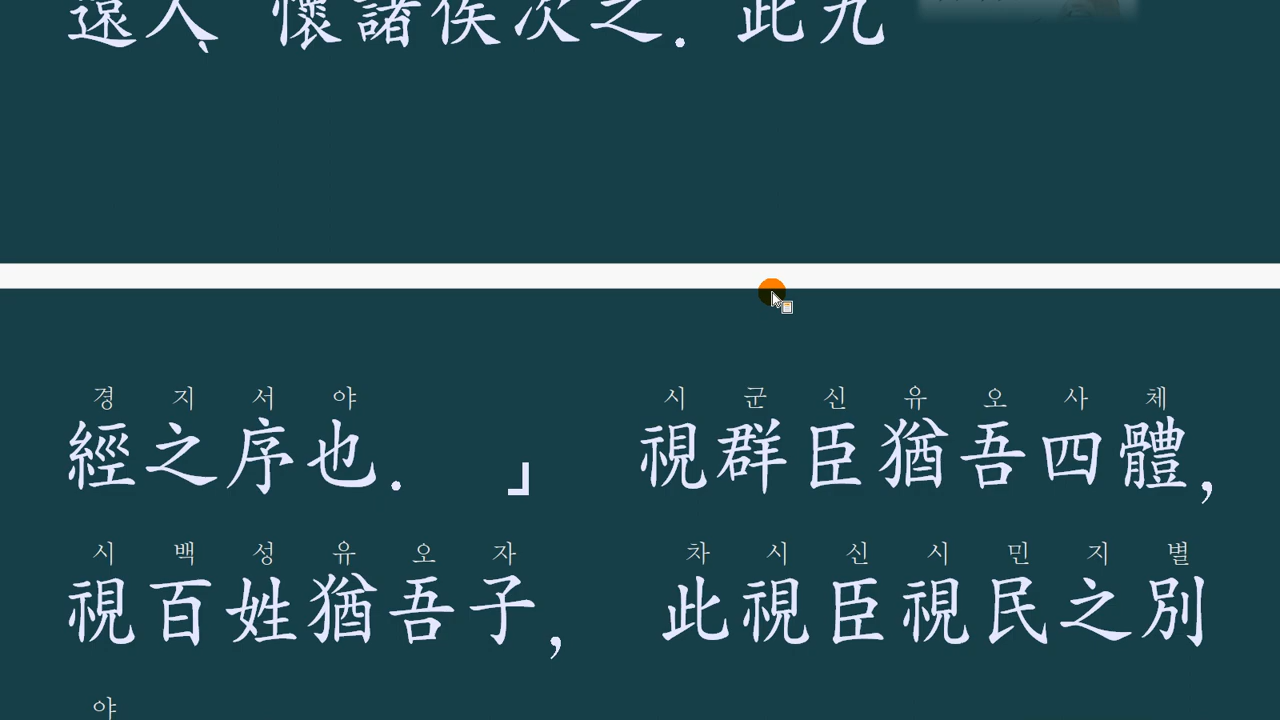 遠人、懷諸侯次之. 此九
경 지 서 야 시 군 신 유 오 사 체
經之序也. 」 視群臣猶吾四體,
시 백 성 유 오 자 차 시 신 시 민 지 별
視百姓猶吾子, 此視臣視民之別
야